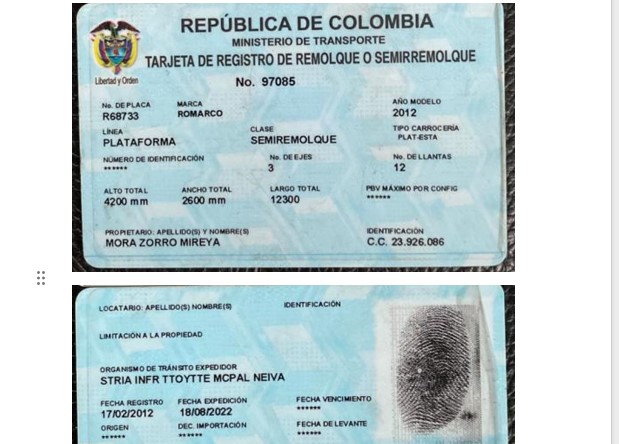 REPÚBLICA DE COLOMBIA
MINISTERIO DE TRANSPORTE
TARJETA DE REGISTRO DE REMOLQUE O SEMIRREMOLQUE
Libertad y Orden
No. 97085
No. DE PLACA MARCA AÑO MODELO
R68733 ROMARCO 2012
LÍNEA CLASE TIPO CARROCERÍA
PLATAFORMA SEMIREMOLQUE PLAT-ESTA
NÚMERO DE IDENTIFICACIÓN No. DE EJES No. DE LLANTAS
****** 3 12
ALTO TOTAL ANCHO TOTAL LARGO TOTAL PBV MÁXIMO POR CONFIG
4200 mm 2600 mm 12300 ******
PROPIETARIO: APELLIDO(S) Y NOMBRE(S) IDENTIFICACIÓN
MORA ZORRO MIREYA C.C. 23.926.086
LOCATARIO: APELLIDO(S) NOMBRE(S) IDENTIFICACIÓN
LIMITACIÓN A LA PROPIEDAD
ORGANISMO DE TRÁNSITO EXPEDIDOR
STRIA INFR TTOYTTE MCPAL NEIVA
FECHA REGISTRO FECHA EXPEDICIÓN FECHA VENCIMIENTO
17/02/2012 18/08/2022 ******
ORIGEN DEC. IMPORTACIÓN FECHA DE LEVANTE
****** ****** ******